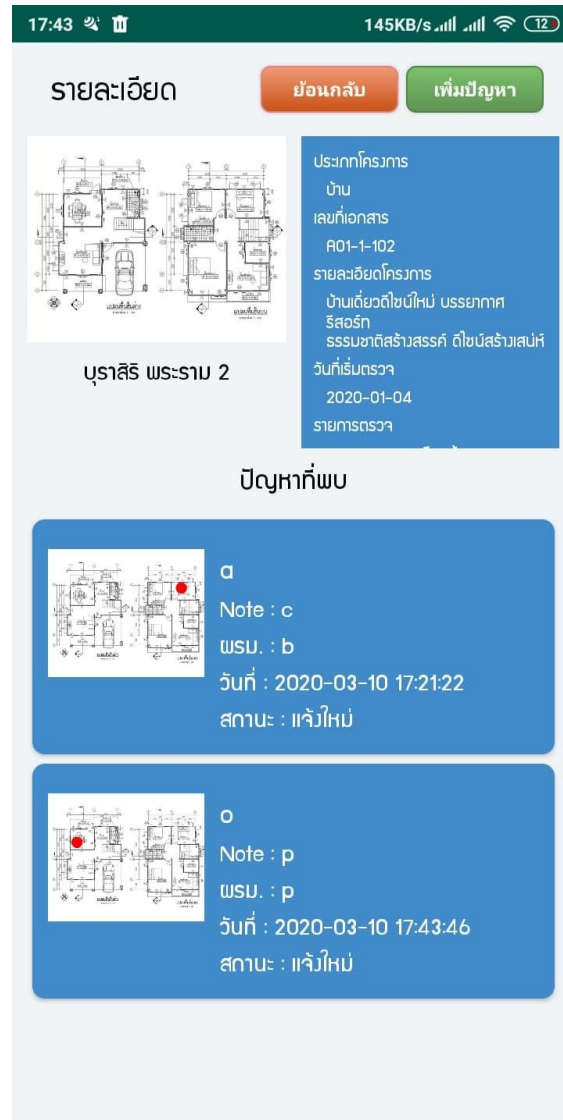 17:43
145KB/s
12
รายละเอียด
ย้อนกลับ
เพิ่มปัญหา
ประเภทโครงการ
บ้าน
เลขที่เอกสาร
A01-1-102
รายละเอียดโครงการ
บ้านเดี่ยวดีไซน์ใหม่ บรรยากาศ
รีสอร์ท
ธรรมชาติสร้างสรรค์ ดีไซน์สร้างเสน่ห์
วันที่เริ่มตรวจ
2020-01-04
รายการตรวจ
บุราสิริ พระราม 2
ปัญหาที่พบ
a
Note : c
ผรม. : b
วันที่ : 2020-03-10 17:21:22
สถานะ : แจ้งใหม่
o
Note : p
ผรม. : p
วันที่ : 2020-03-10 17:43:46
สถานะ : แจ้งใหม่